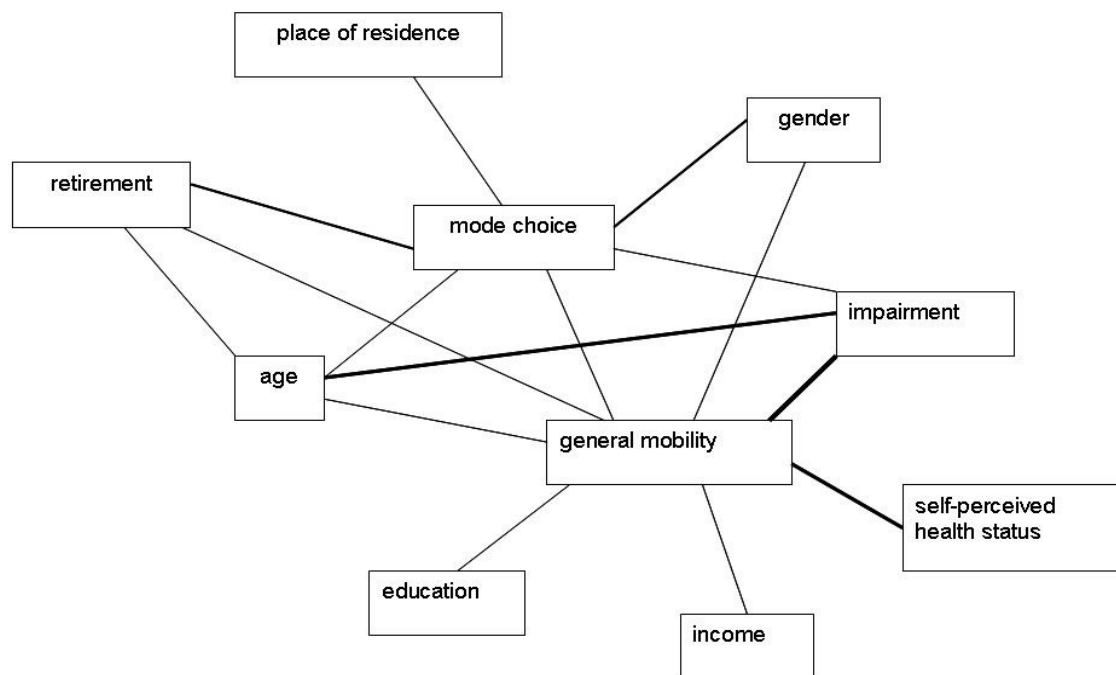 place of residence
gender
retirement
mode choice
impairment
age
general mobility
self-perceived
health status
education
income